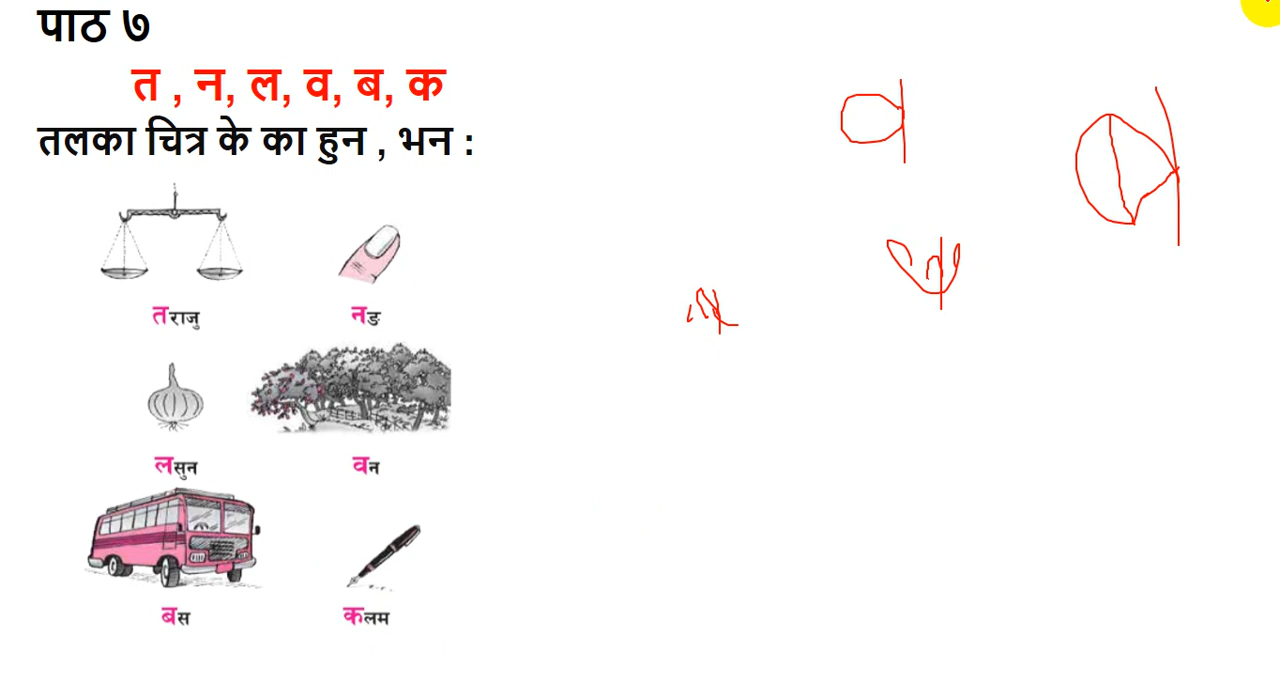 पाठ ७
त , न, ल, व, ब, क
तलका चित्र के का हुन , भन :
तराजु नङ
लसुन वन
बस कलम